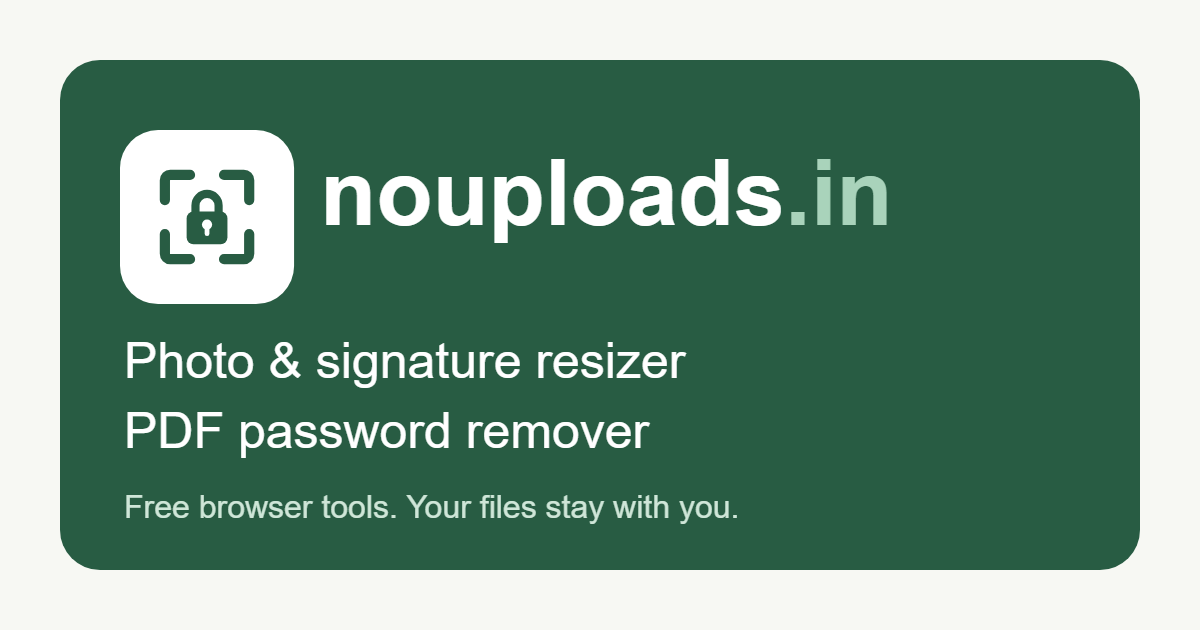 nouploads.in
Photo & signature resizer
PDF password remover
Free browser tools. Your files stay with you.